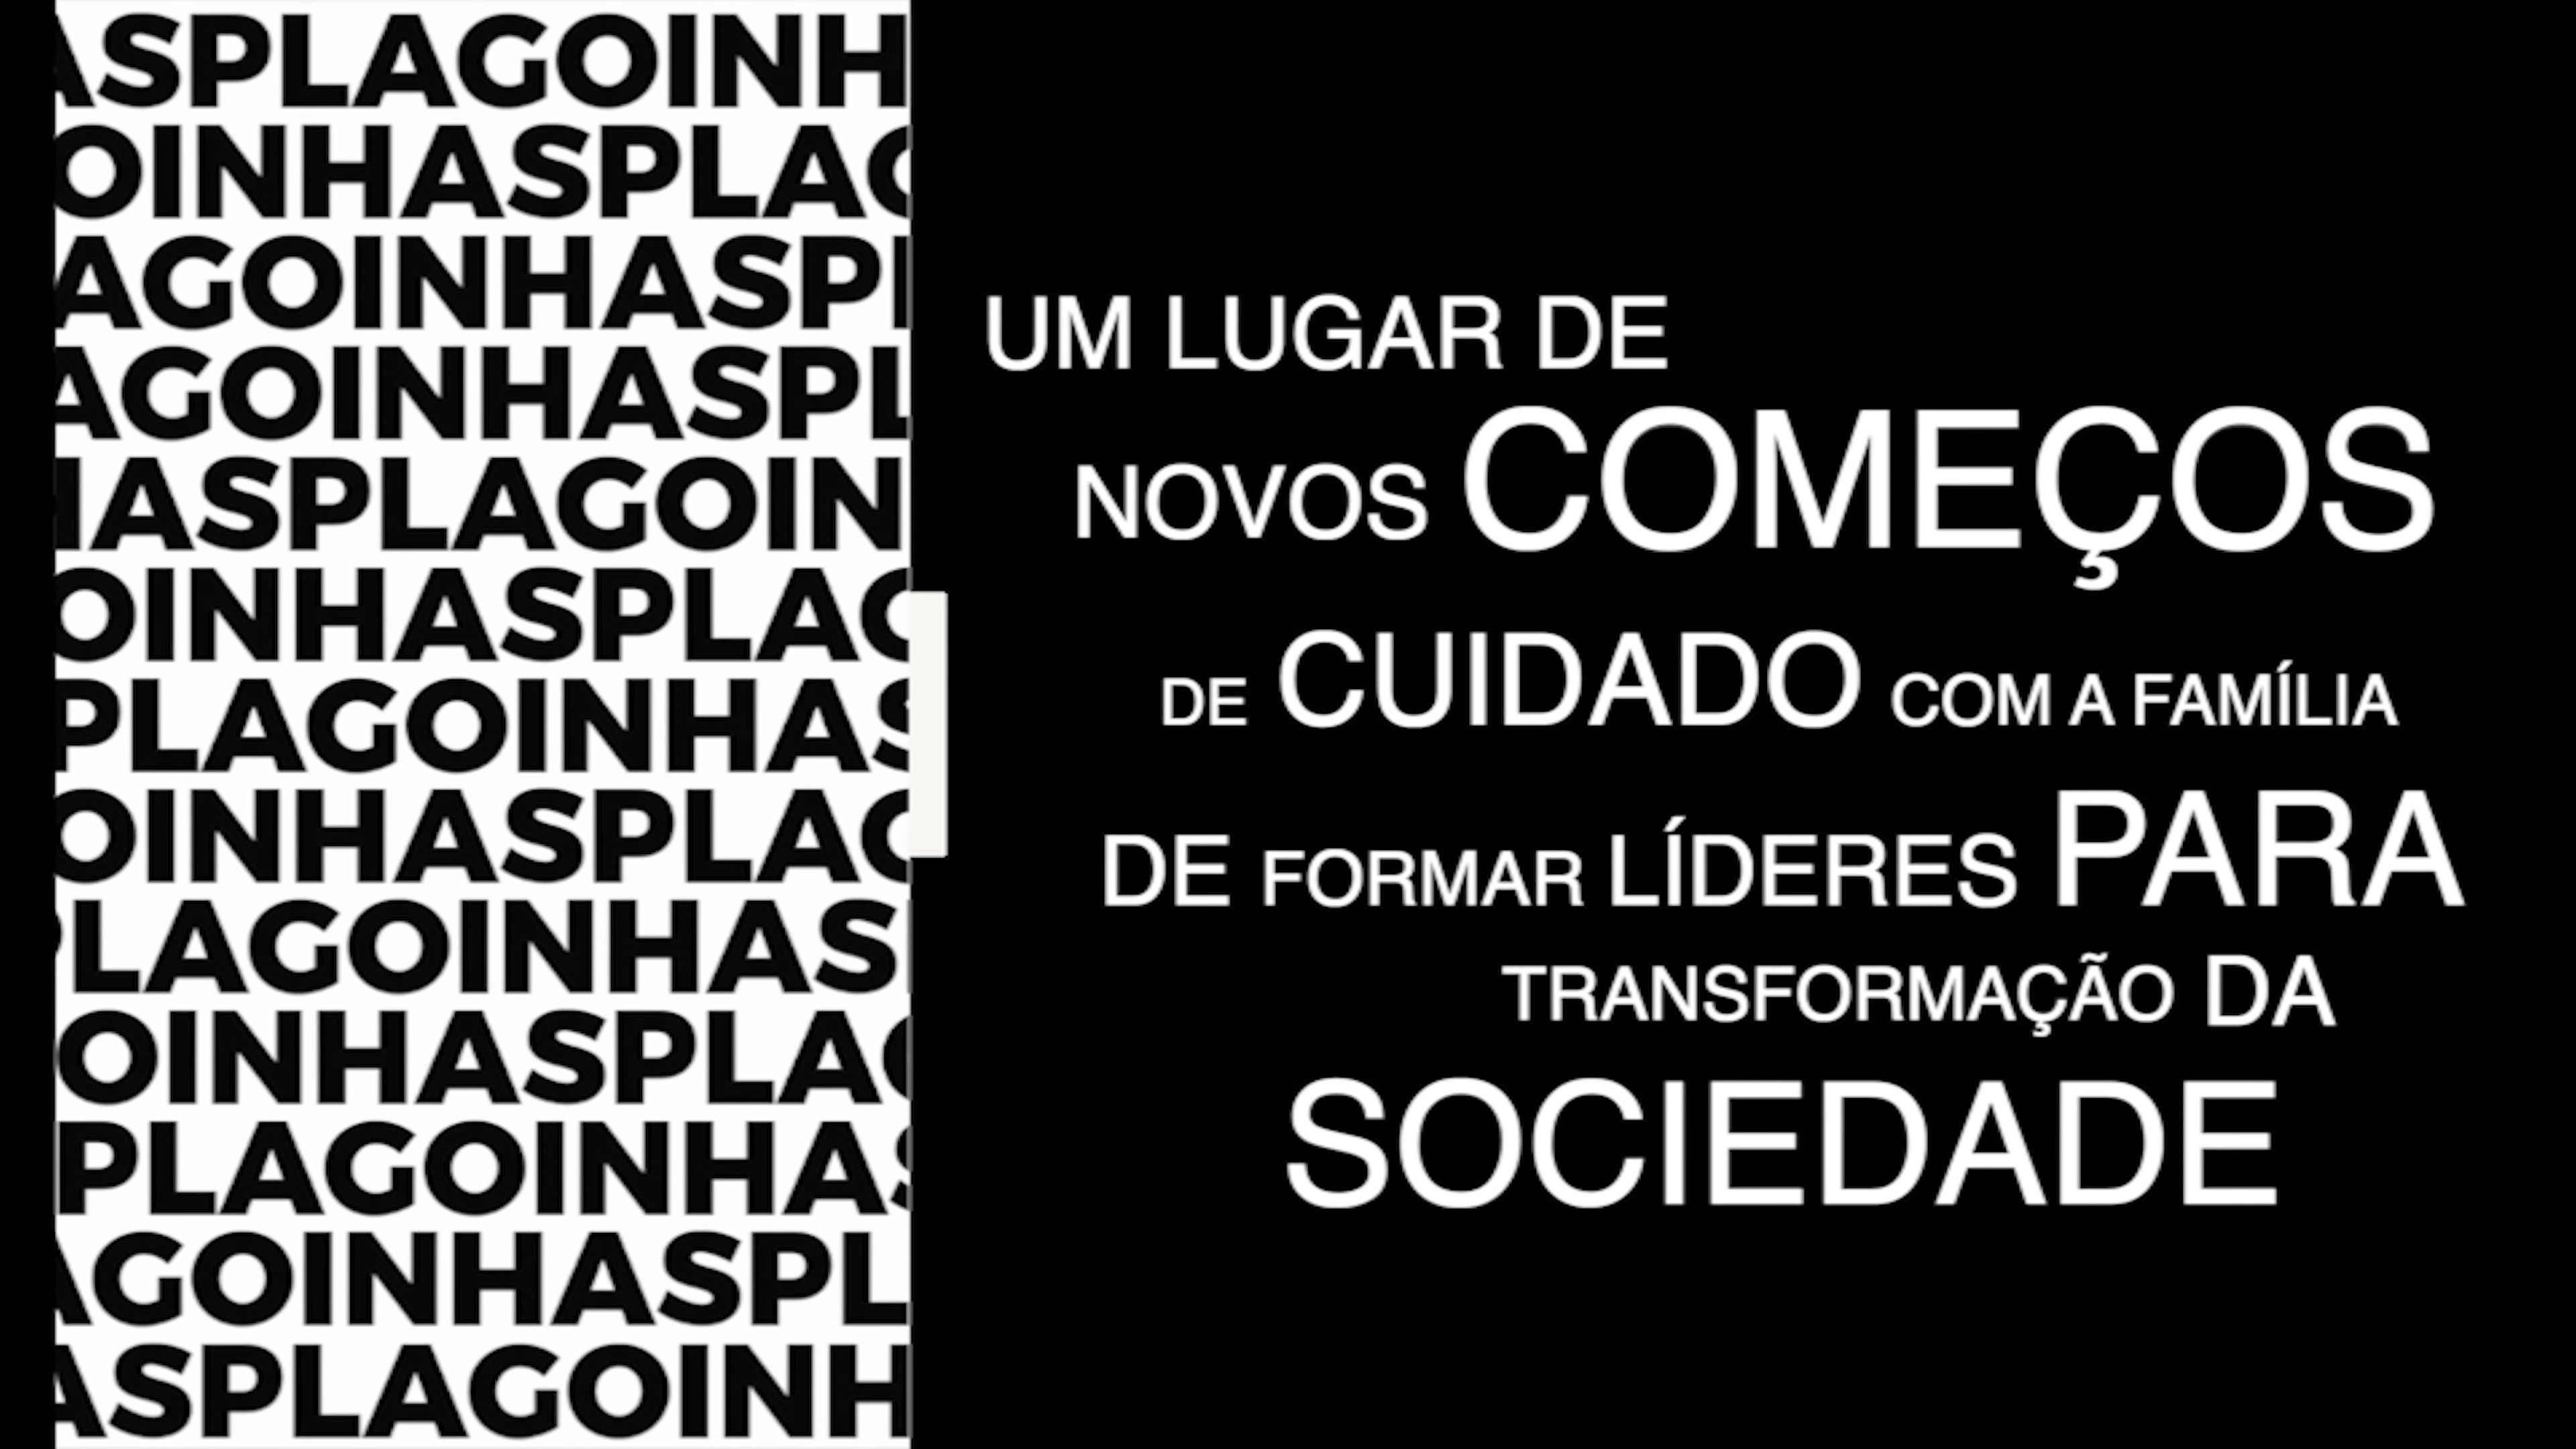 ASPLAGOINH
OINHASPLAG
AGOINHASPL
AGOINHASPL
HASPLAGOIN
OINHASPLAG
PLAGOINHAS
OINHASPLAG
PLAGOINHAS
OINHASPLAG
PLAGOINHAS
AGOINHASPL
ASPLAGOINH
UM LUGAR DE
NOVOS COMEÇOS
DE CUIDADO COM A FAMÍLIA
DE FORMAR LÍDERES PARA
TRANSFORMAÇÃO DA
SOCIEDADE